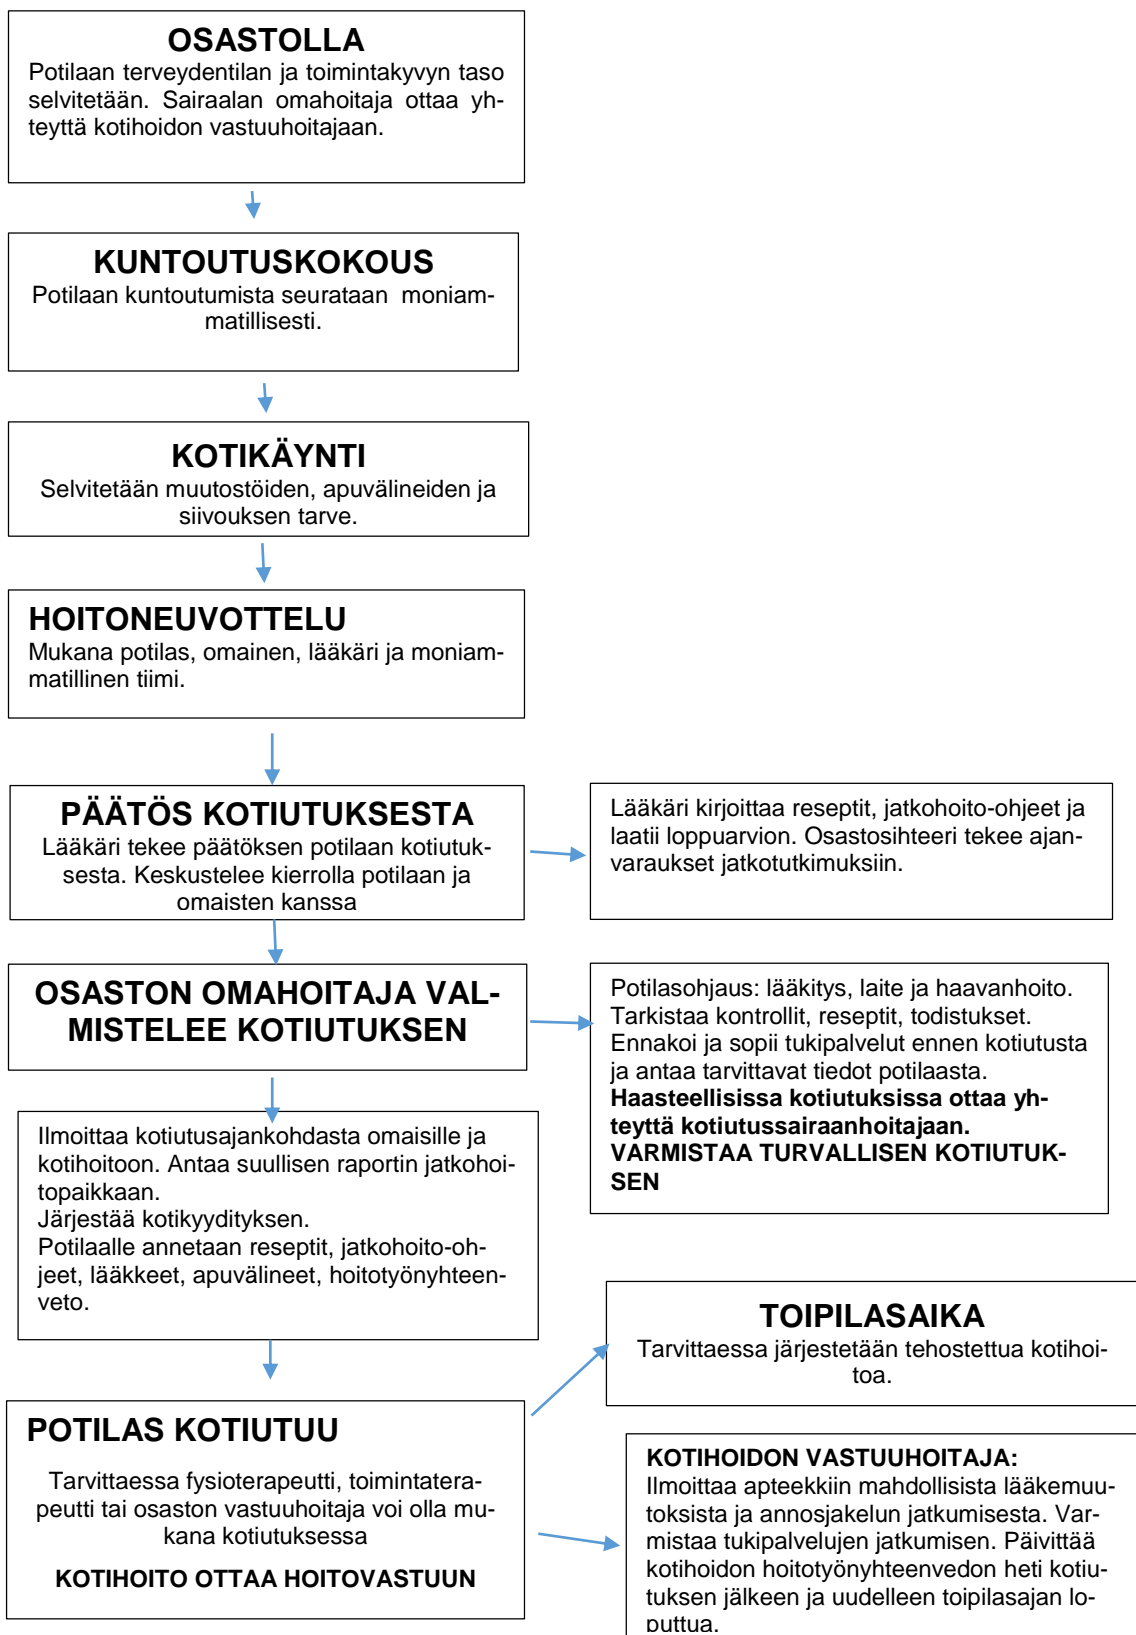 OSASTOLLA
Potilaan terveydentilan ja toimintakyvyn taso
selvitetään. Sairaalan omahoitaja ottaa yh-
teyttä kotihoidon vastuuhoitajaan.
KUNTOUTUSKOKOUS
Potilaan kuntoutumista seurataan moniam-
matillisesti.
KOTIKÄYNTI
Selvitetään muutostöiden, apuvälineiden ja
siivouksen tarve.
HOITONEUVOTTELU
Mukana potilas, omainen, lääkäri ja moniam-
matillinen tiimi.
PÄÄTÖS KOTIUTUKSESTA
Lääkäri tekee päätöksen potilaan kotiutuk-
sesta. Keskustelee kierrolla potilaan ja
omaisten kanssa
Lääkäri kirjoittaa reseptit, jatkohoito-ohjeet ja
laatii loppuarvion. Osastosihteeri tekee ajan-
varaukset jatkotutkimuksiin.
OSASTON OMAHOITAJA VAL-
MISTELEE KOTIUTUKSEN
Potilasohjaus: lääkitys, laite ja haavanhoito.
Tarkistaa kontrollit, reseptit, todistukset.
Ennakoi ja sopii tukipalvelut ennen kotiutusta
ja antaa tarvittavat tiedot potilaasta.
Haasteellisissa kotiutuksissa ottaa yh-
teyttä kotiutussairaanhoitajaan.
VARMISTAA TURVALLISEN KOTIUTUK-
SEN
Ilmoittaa kotiutusajankohdasta omaisille ja
kotihoitoon. Antaa suullisen raportin jatkohoi-
topaikkaan.
Järjestää kotikyydityksen.
Potilaalle annetaan reseptit, jatkohoito-oh-
jeet, lääkkeet, apuvälineet, hoitotyönyhteen-
veto.
TOIPILASAIKA
Tarvittaessa järjestetään tehostettua kotihoi-
toa.
POTILAS KOTIUTUU
Tarvittaessa fysioterapeutti, toimintatera-
peutti tai osaston vastuuhoitaja voi olla mu-
kana kotiutuksessa
KOTIHOITO OTTAA HOITOVASTUUN
KOTIHOIDON VASTUUHOITAJA:
Ilmoittaa apteekkiin mahdollisista lääkemuu-
toksista ja annosjakelun jatkumisesta. Var-
mistaa tukipalvelujen jatkumisen. Päivittää
kotihoidon hoitotyönyhteenvedon heti kotiu-
tuksen jälkeen ja uudelleen toipilasajan lo-
puttua.